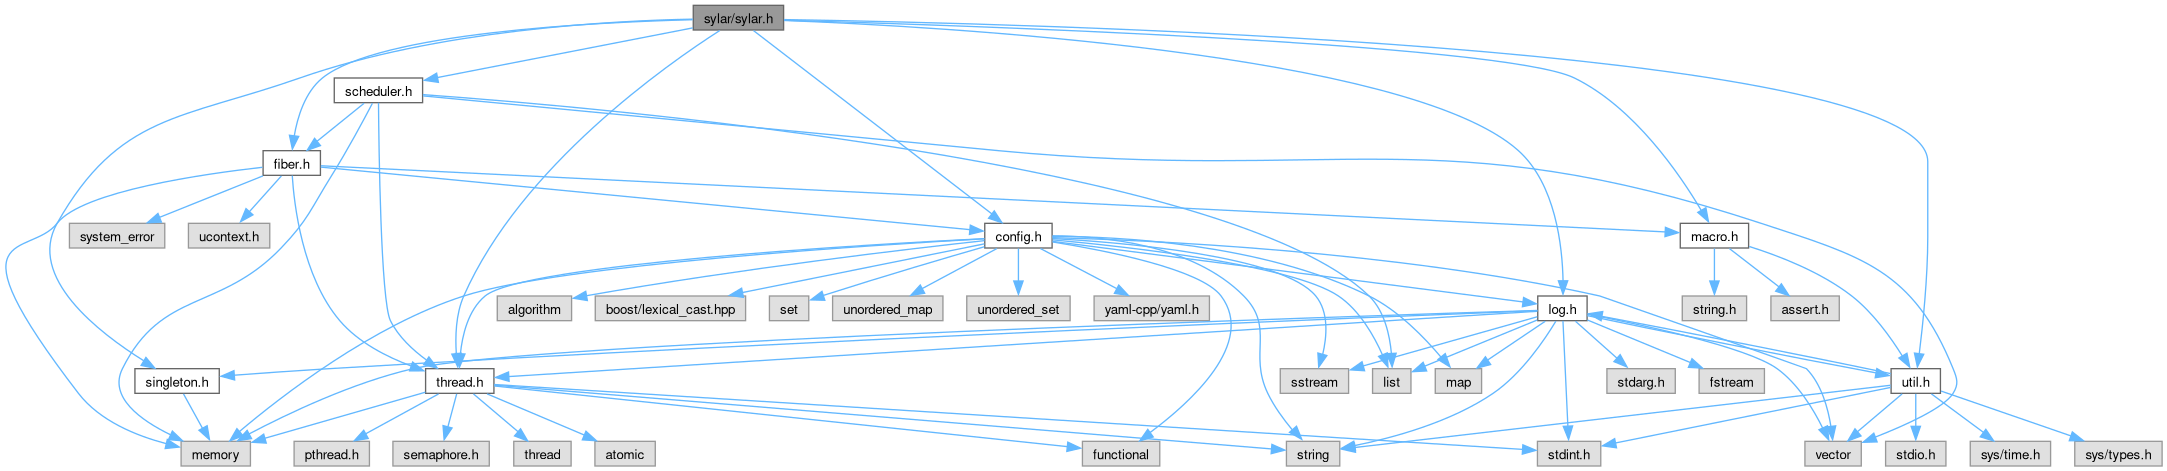 sylar/sylar.h
scheduler.h
fiber.h
system_error
ucontext.h
config.h
macro.h
algorithm
boost/lexical_cast.hpp
set
unordered_map
unordered_set
yaml-cpp/yaml.h
log.h
string.h
assert.h
singleton.h
thread.h
sstream
list
map
stdarg.h
fstream
util.h
memory
pthread.h
semaphore.h
thread
atomic
functional
string
stdint.h
vector
stdio.h
sys/time.h
sys/types.h